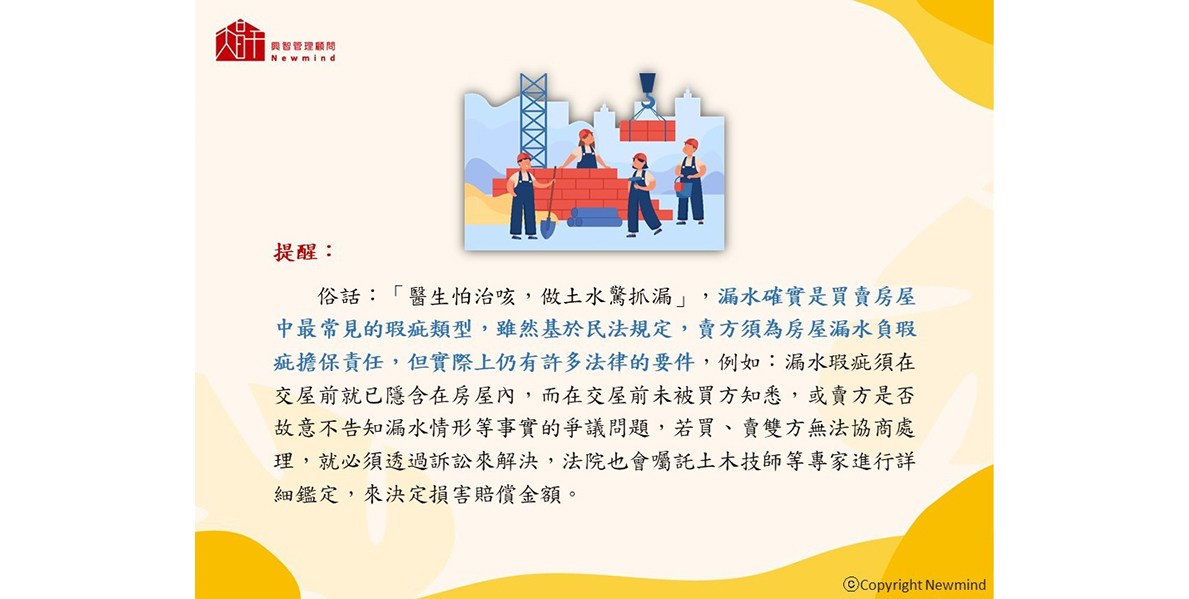 興智管理顧問
Newmind
提醒：
俗話：「醫生怕治咳，做土水驚抓漏」，漏水確實是買賣房屋
中最常見的瑕疵類型，雖然基於民法規定，賣方須為房屋漏水負瑕
疵擔保責任，但實際上仍有許多法律的要件，例如：漏水瑕疵須在
交屋前就已隱含在房屋內，而在交屋前未被買方知悉，或賣方是否
故意不告知漏水情形等事實的爭議問題，若買、賣雙方無法協商處
理，就必須透過訴訟來解決，法院也會囑託土木技師等專家進行詳
細鑑定，來決定損害賠償金額。
©Copyright Newmind